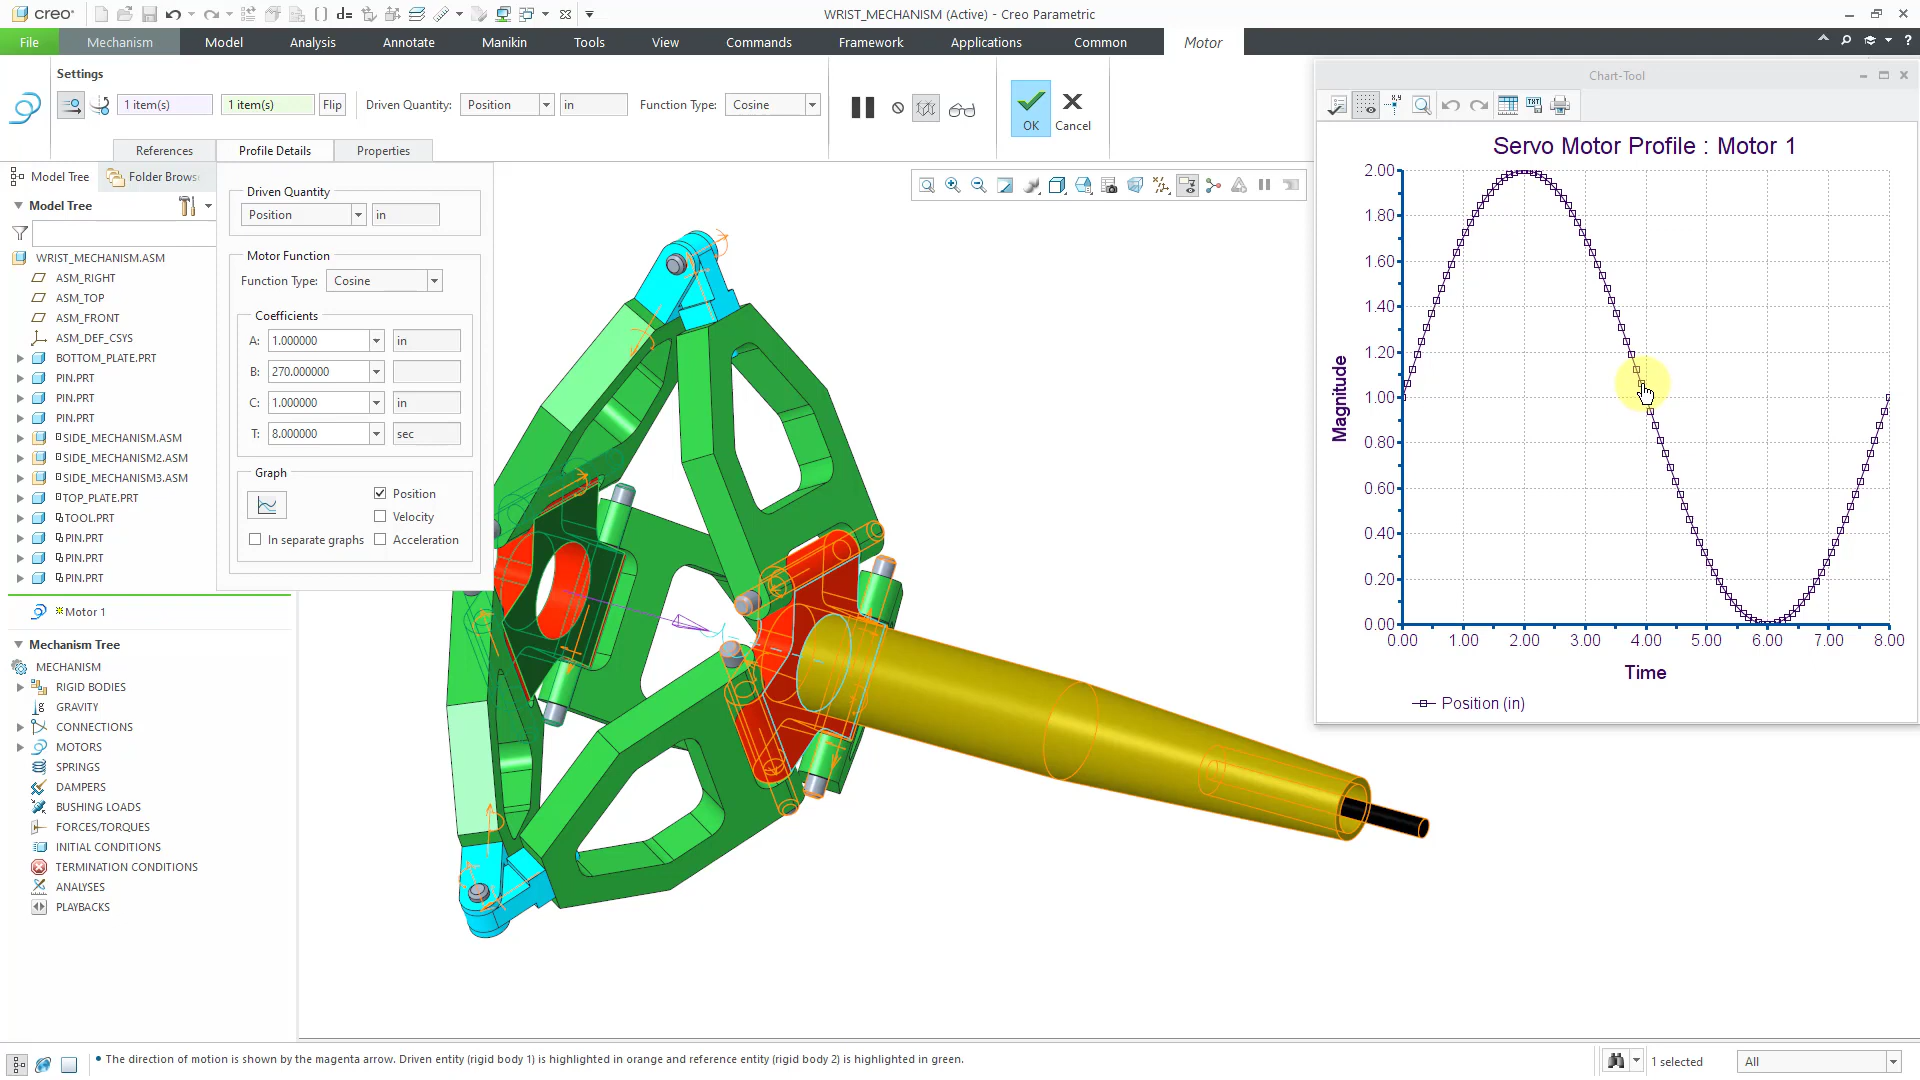 creo
d=
WRIST_MECHANISM (Active) - Creo Parametric
File
Mechanism
Model
Analysis
Annotate
Manikin
Tools
View
Commands
Framework
Applications
Common
Motor
Settings
1 item(s)
1 item(s)
Flip
Driven Quantity:
Position
in
Function Type:
Cosine
OK
Cancel
References
Profile Details
Properties
Model Tree
Folder Brows
Model Tree
WRIST_MECHANISM.ASM
ASM_RIGHT
ASM_TOP
ASM_FRONT
ASM_DEF_CSYS
BOTTOM_PLATE.PRT
PIN.PRT
PIN.PRT
PIN.PRT
SIDE_MECHANISM.ASM
SIDE_MECHANISM2.ASM
SIDE_MECHANISM3.ASM
TOP_PLATE.PRT
TOOL.PRT
PIN.PRT
PIN.PRT
PIN.PRT
Motor 1
Mechanism Tree
MECHANISM
RIGID BODIES
GRAVITY
CONNECTIONS
MOTORS
SPRINGS
DAMPERS
BUSHING LOADS
FORCES/TORQUES
INITIAL CONDITIONS
TERMINATION CONDITIONS
ANALYSES
PLAYBACKS
Driven Quantity
Position
in
Motor Function
Function Type:
Cosine
Coefficients
A:
1.000000
in
B:
270.000000
C:
1.000000
in
T:
8.000000
sec
Graph
Position
Velocity
In separate graphs
Acceleration
Chart-Tool
Servo Motor Profile : Motor 1
Magnitude
2.00
1.80
1.60
1.40
1.20
1.00
0.80
0.60
0.40
0.20
0.00
0.00 1.00 2.00 3.00 4.00 5.00 6.00 7.00 8.00
Time
Position (in)
The direction of motion is shown by the magenta arrow. Driven entity (rigid body 1) is highlighted in orange and reference entity (rigid body 2) is highlighted in green.
1 selected
All